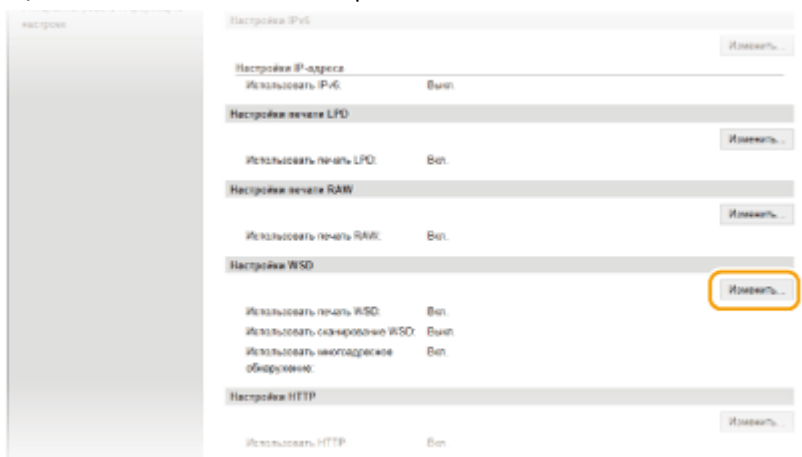 настроек
Настройки IPv6
Изменить...
Настройки IP-адреса
Использовать IPv6: Выкл.
Настройки печати LPD
Изменить...
Использовать печать LPD: Вкл.
Настройки печати RAW
Изменить...
Использовать печать RAW: Вкл.
Настройки WSD
Изменить...
Использовать печать WSD: Вкл.
Использовать сканирование WSD: Выкл.
Использовать многоадресное Вкл.
обнаружение:
Настройки HTTP
Изменить...
Использовать HTTP: Вкл.